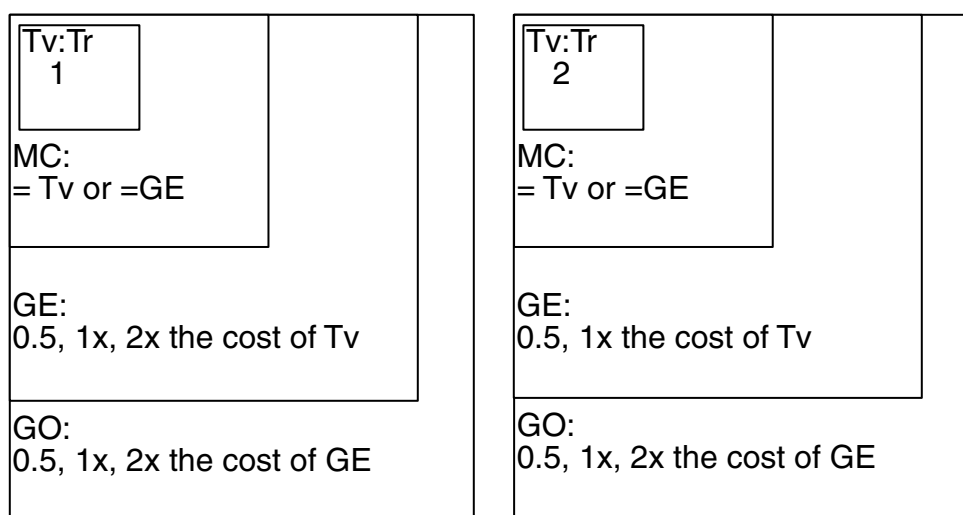 Tv:Tr
1
MC:
= Tv or =GE
GE:
0.5, 1x, 2x the cost of Tv
GO:
0.5, 1x, 2x the cost of GE
Tv:Tr
2
MC:
= Tv or =GE
GE:
0.5, 1x the cost of Tv
GO:
0.5, 1x, 2x the cost of GE